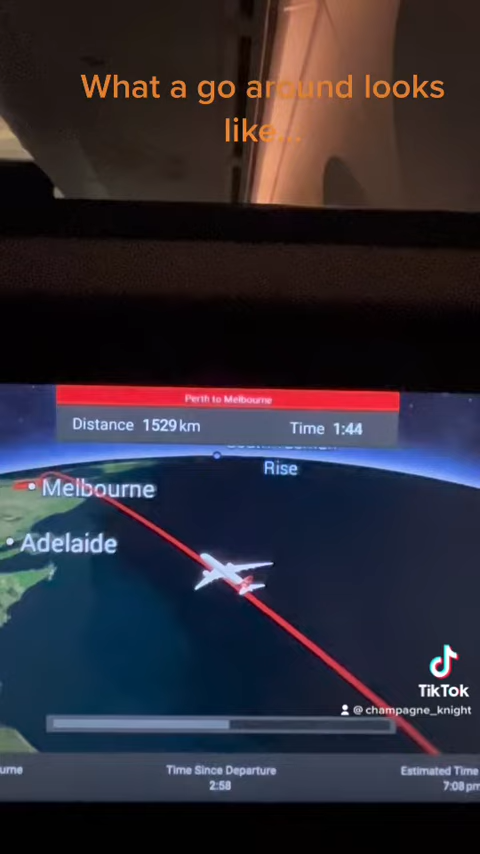 What a go around looks
like...
Perth to Melbourne
Distance 1529 km
Time 1:44
Rise
Melbourne
Adelaide
TikTok
@champagne_knight
Time Since Departure
2:58
Estimated Time
7:08 pm